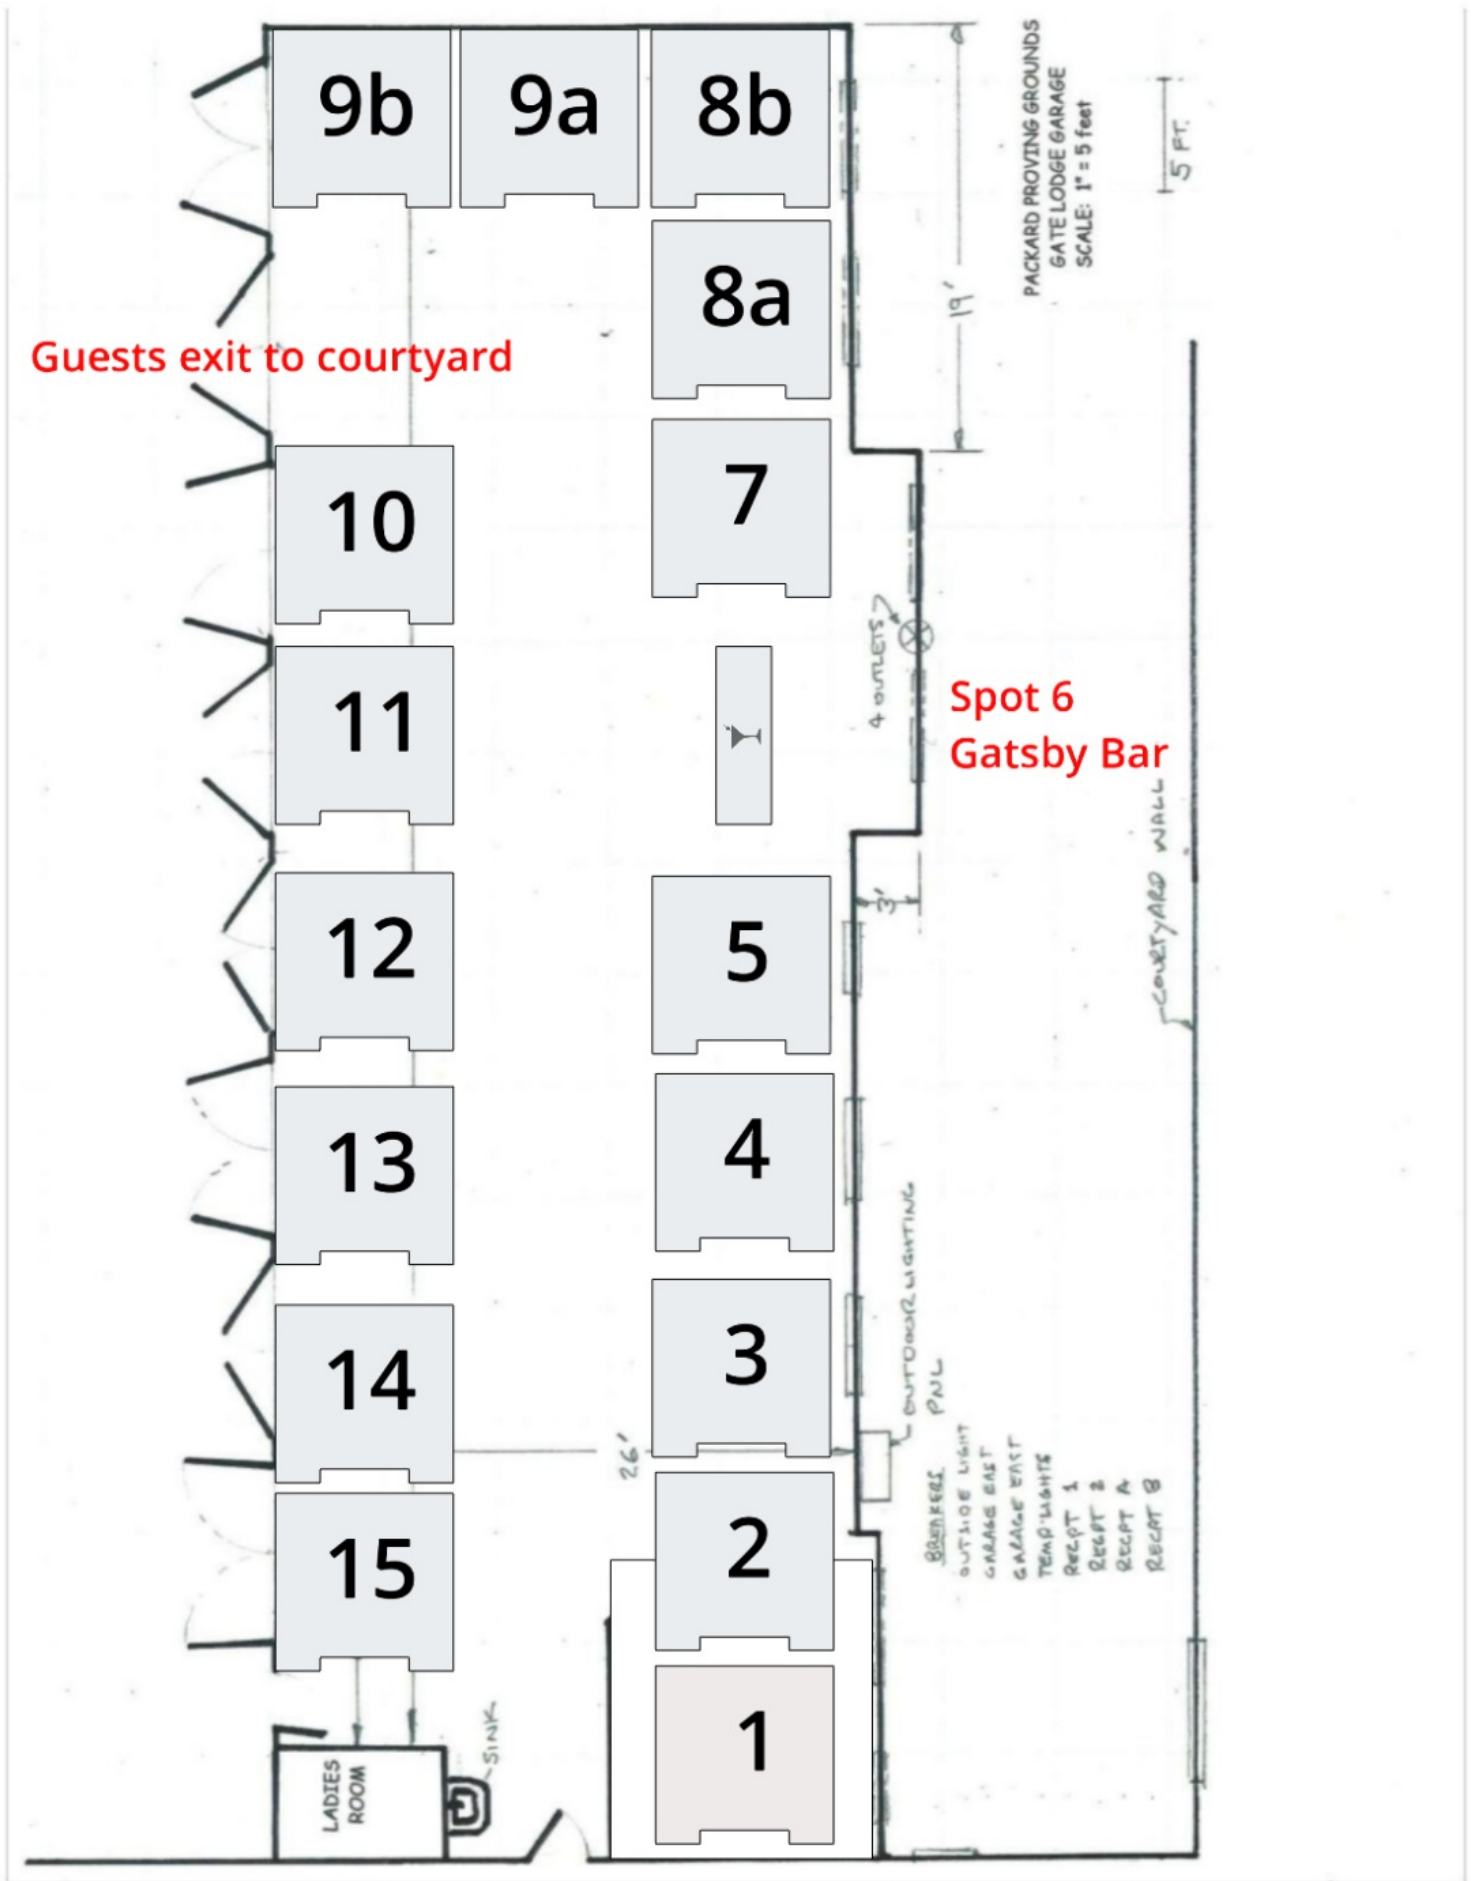 9b
9a
8b
8a
7
10
11
12
13
14
15
5
4
3
2
1
Guests exit to courtyard
Spot 6
Gatsby Bar
PACKARD PROVING GROUNDS
GATE LODGE GARAGE
SCALE: 1" = 5 feet
5 FT.
19'
4 OUTLETS
3'
COURTYARD WALL
OUTDOOR LIGHTING
PNL
26'
BREAKERS
OUTSIDE LIGHT
GARAGE EAST
GARAGE EAST
TEMP LIGHTS
RECPT 1
RECPT 2
RECPT A
RECPT B
SINK
LADIES
ROOM